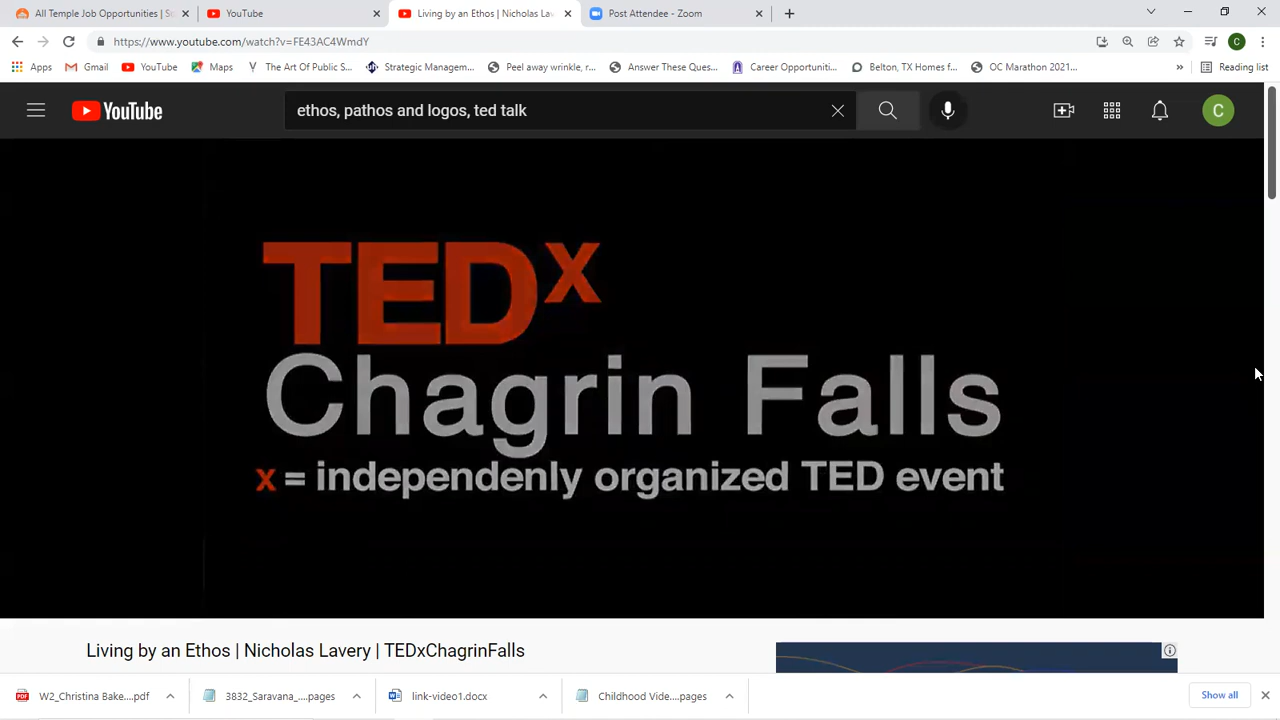 All Temple Job Opportunities | St
YouTube
Living by an Ethos | Nicholas Lav
Post Attendee - Zoom
https://www.youtube.com/watch?v=FE43AC4WmdY
Apps
Gmail
YouTube
Maps
The Art Of Public S...
Strategic Managem...
Peel away wrinkle, r...
Answer These Que...
Career Opportuniti...
Belton, TX Homes f...
OC Marathon 2021...
»
Reading list
YouTube
ethos, pathos and logos, ted talk
C
TEDx
Chagrin Falls
x = independenly organized TED event
Living by an Ethos | Nicholas Lavery | TEDxChagrinFalls
W2_Christina Bake....pdf
3832_Saravana_....pages
link-video1.docx
Childhood Vide....pages
Show all